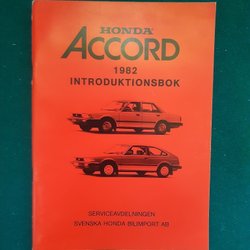 HONDA
ACCORD
1982
INTRODUKTIONSBOK
SERVICEAVDELNINGEN
SVENSKA-HONDA BILIMPORT AB